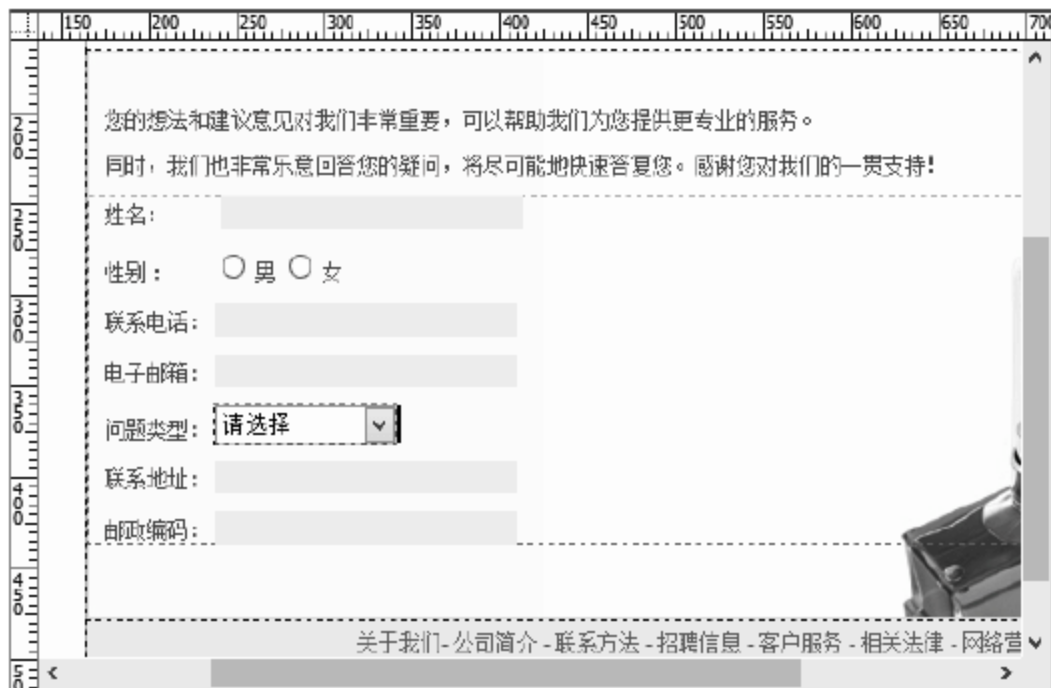 150 200 250 300 350 400 450 500 550 600 650 700
200
250
300
350
400
450
您的想法和建议意见对我们非常重要，可以帮助我们为您提供更专业的服务。
同时，我们也非常乐意回答您的疑问，将尽可能地快速答复您。感谢您对我们的一贯支持！
姓名：
性别： 男 女
联系电话：
电子邮箱：
问题类型： 请选择
联系地址：
邮政编码：
关于我们-公司简介-联系方法-招聘信息-客户服务-相关法律-网络营